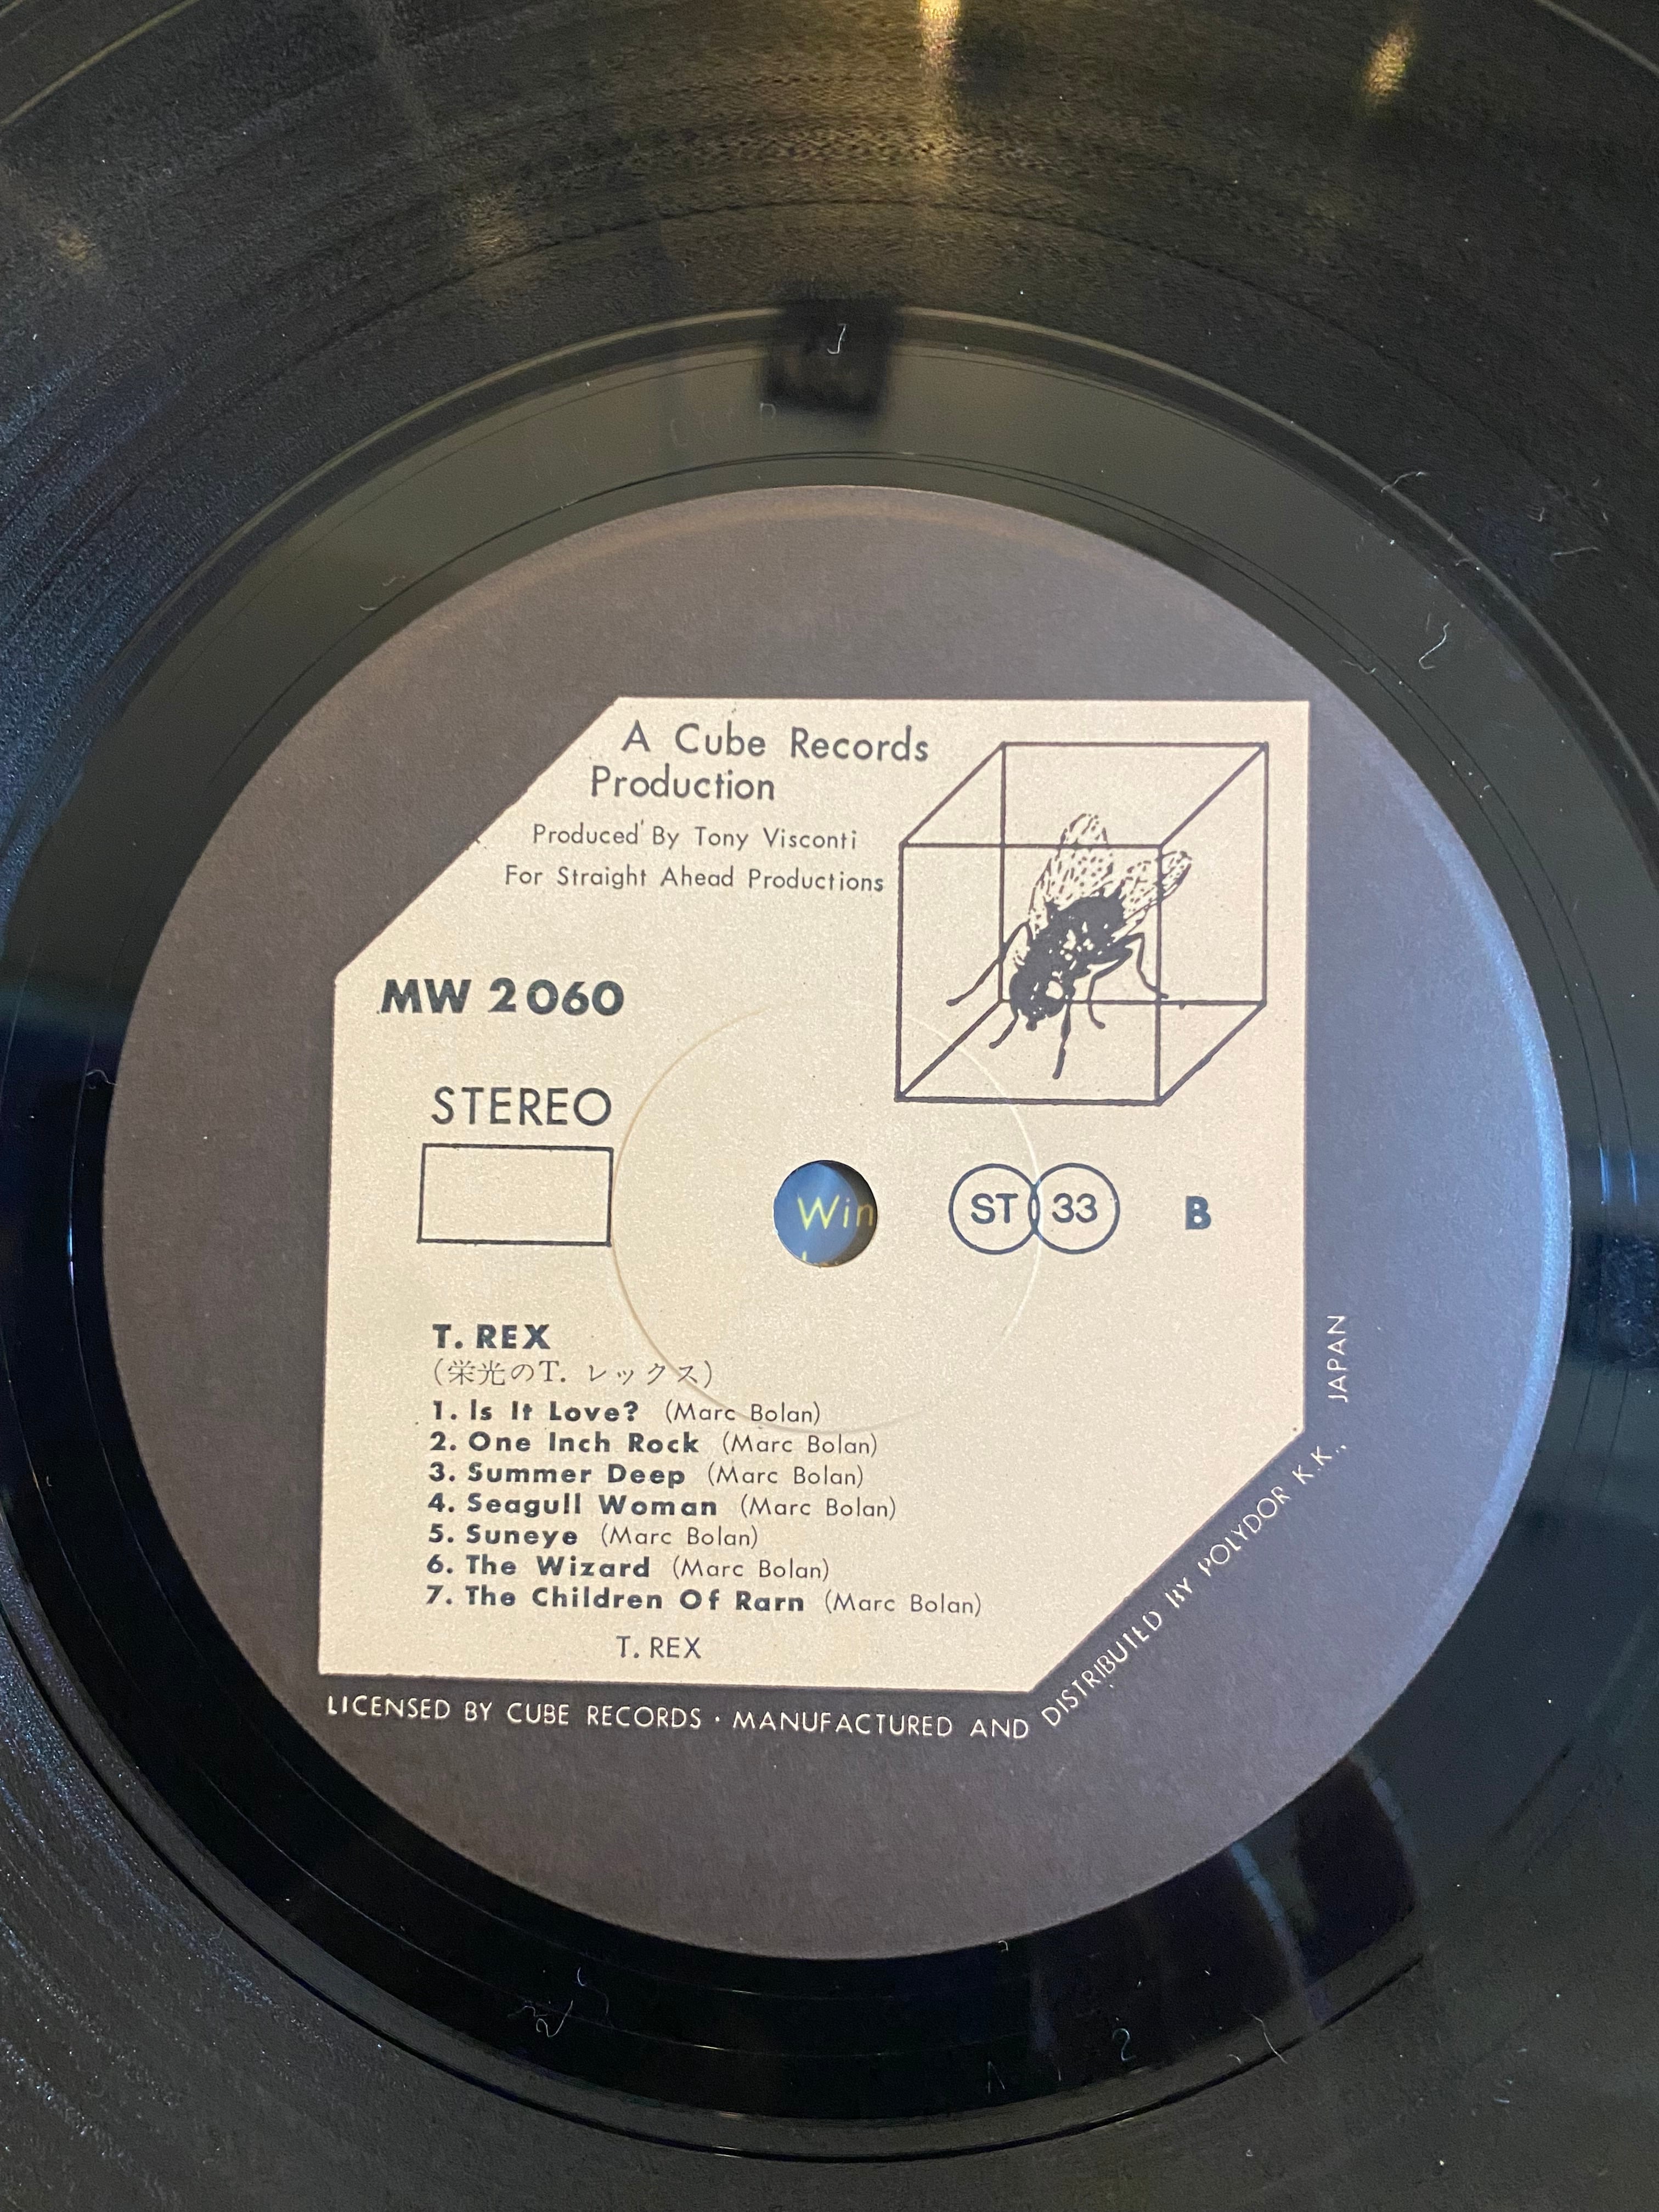 A Cube Records
Production
Produced By Tony Visconti
For Straight Ahead Productions
MW 2060
STEREO
Win
ST 33 B
T. REX
(栄光のT. レックス)
1. Is It Love? (Marc Bolan)
2. One Inch Rock (Marc Bolan)
3. Summer Deep (Marc Bolan)
4. Seagull Woman (Marc Bolan)
5. Suneye (Marc Bolan)
6. The Wizard (Marc Bolan)
7. The Children Of Rarn (Marc Bolan)
T. REX
LICENSED BY CUBE RECORDS · MANUFACTURED AND DISTRIBUTED BY POLYDOR K.K., JAPAN